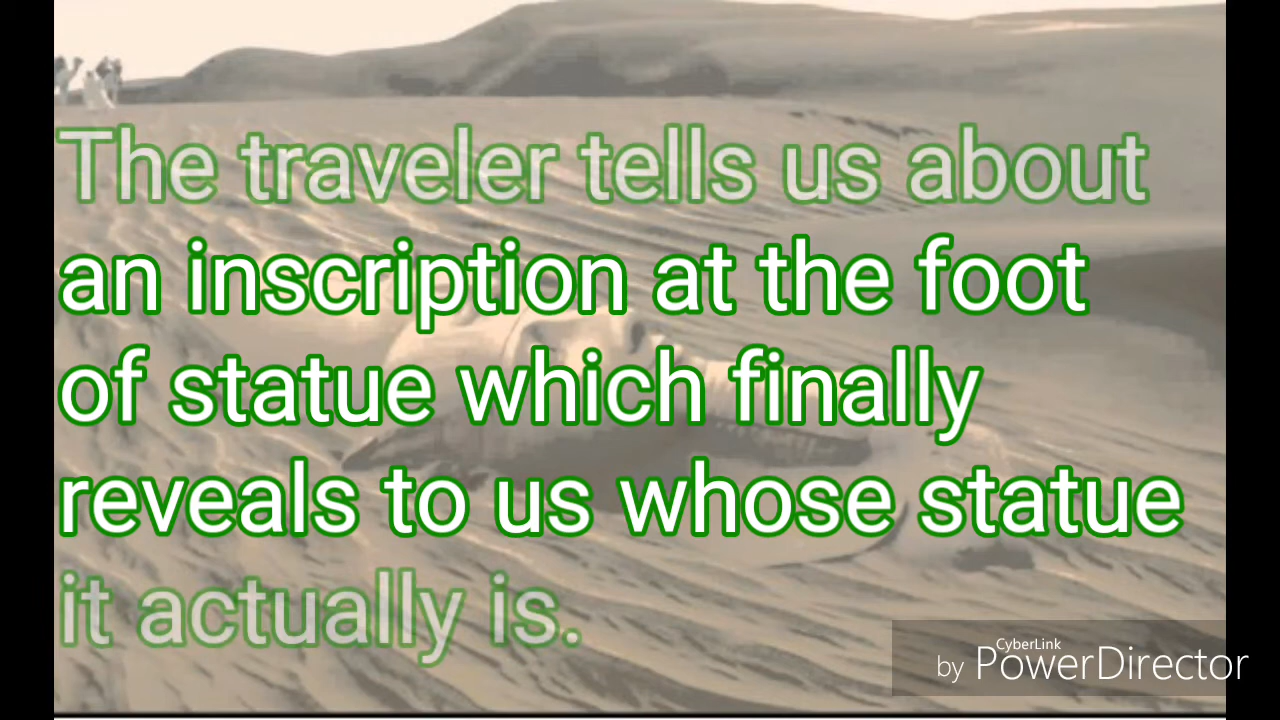 The traveler tells us about
an inscription at the foot
of statue which finally
reveals to us whose statue
it actually is.
CyberLink
by PowerDirector